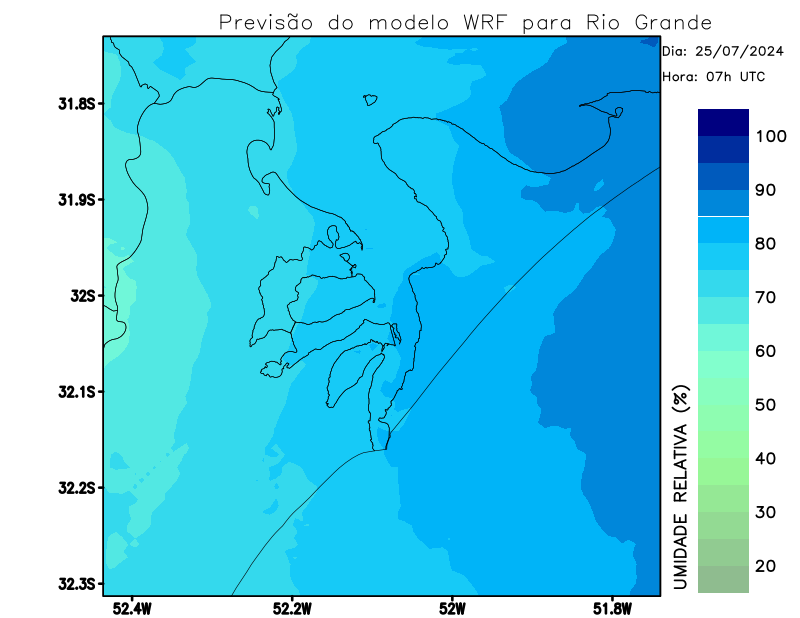 Previsão do modelo WRF para Rio Grande
Dia: 25/07/2024
Hora: 07h UTC
31.8S
31.9S
32S
32.1S
32.2S
32.3S
52.4W
52.2W
52W
51.8W
UMIDADE RELATIVA (%)
100
90
80
70
60
50
40
30
20